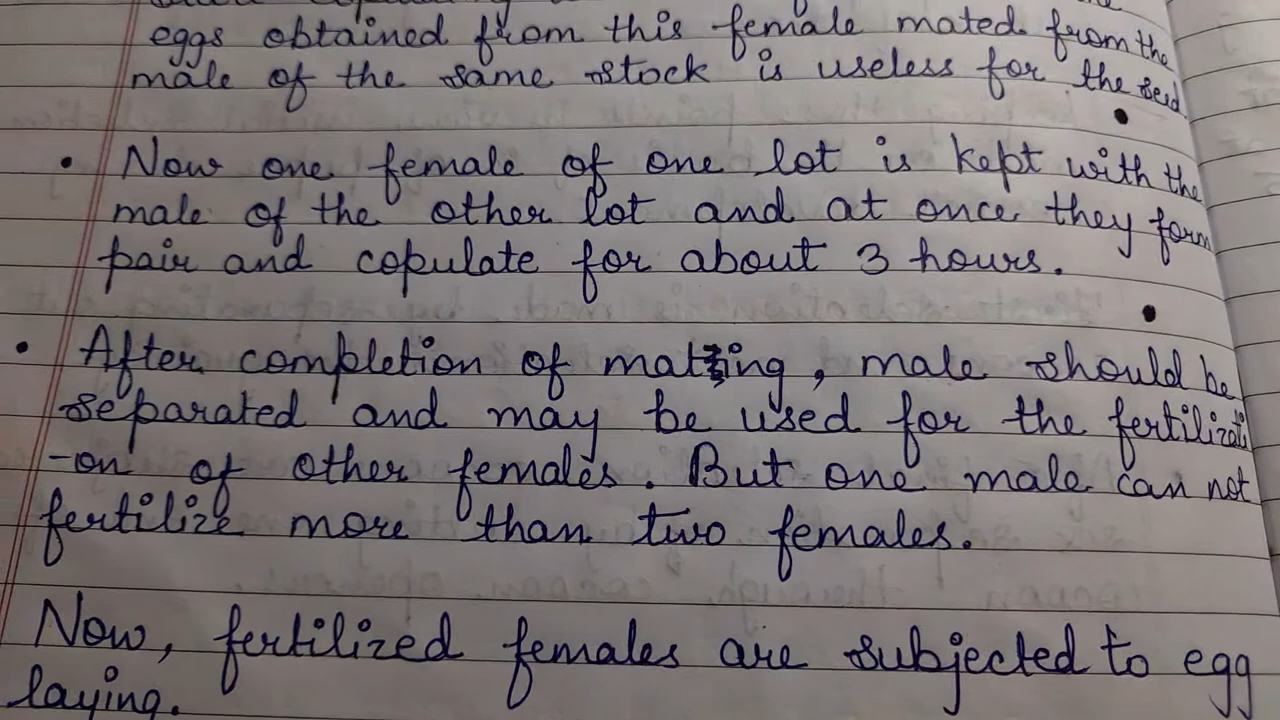 eggs obtained from this female mated from the
male of the same stock is useless for the seed
• Now one female of one lot is kept with the
male of the other lot and at once they form
pair and copulate for about 3 hours.
• After completion of mating, male should be
separated and may be used for the fertilizati
-on of other females. But one male can not
fertilize more than two females.
Now, fertilized females are subjected to egg
laying.